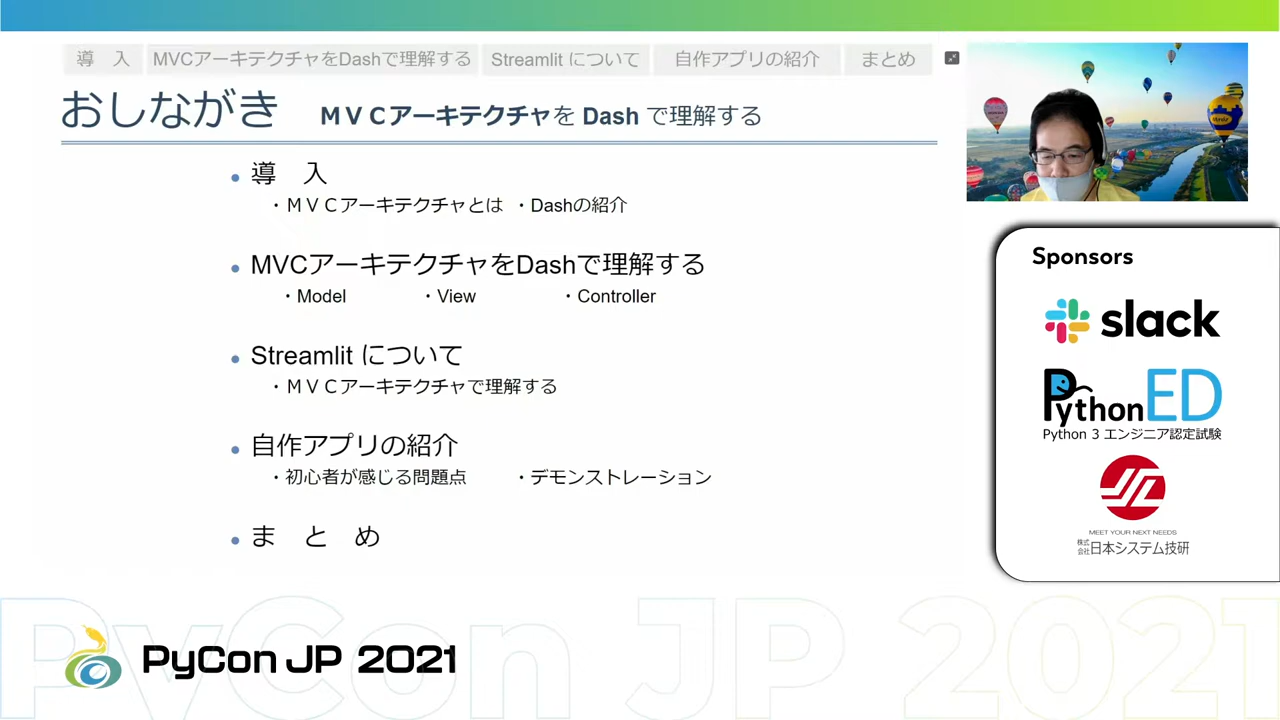 導　入
MVCアーキテクチャをDashで理解する
Streamlit について
自作アプリの紹介
まとめ
おしながき
ＭＶＣアーキテクチャを Dash で理解する
・導　入
・ＭＶＣアーキテクチャとは ・Dashの紹介
・MVCアーキテクチャをDashで理解する
・Model ・View ・Controller
・Streamlit について
・ＭＶＣアーキテクチャで理解する
・自作アプリの紹介
・初心者が感じる問題点 ・デモンストレーション
・ま　と　め
Sponsors
slack
PythonED
Python 3 エンジニア認定試験
MEET YOUR NEXT NEEDS
株式会社日本システム技研
PyCon JP 2021
PyCon JP 2021